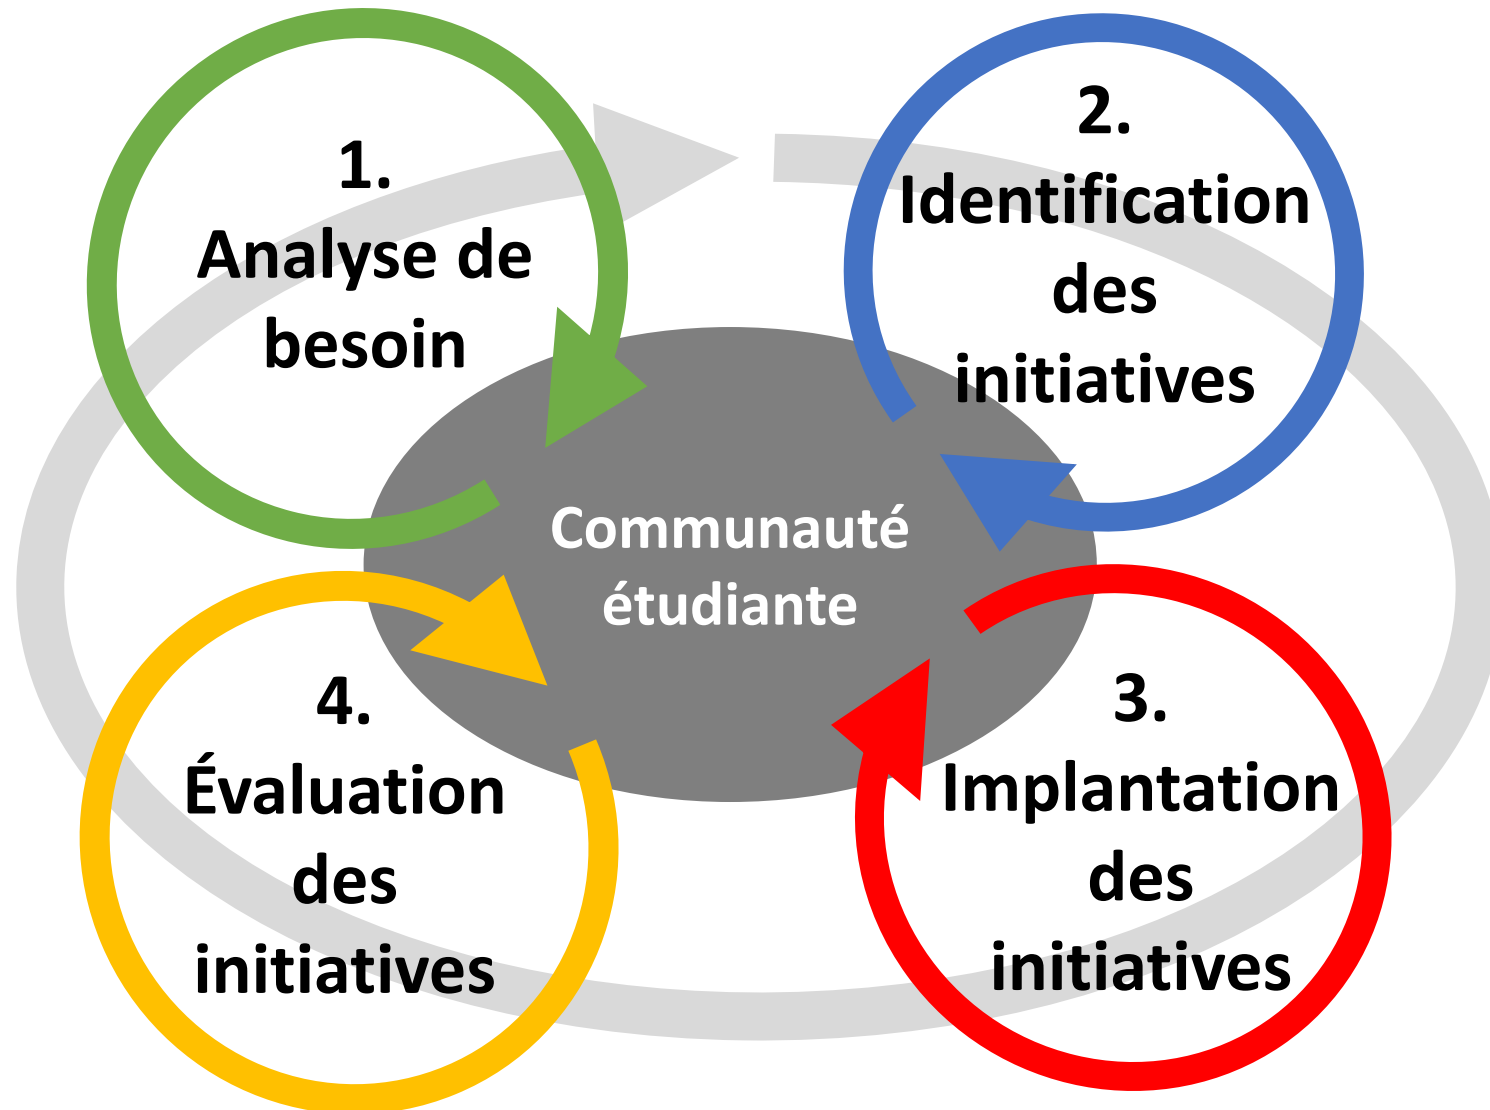 1.
Analyse de
besoin
2.
Identification
des
initiatives
Communauté
étudiante
3.
Implantation
des
initiatives
4.
Évaluation
des
initiatives